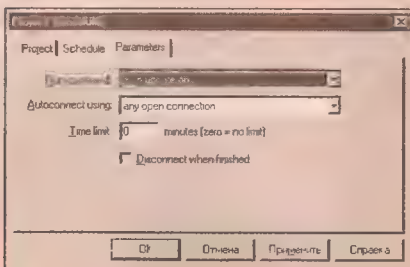 Project Schedule Parameters
Autoconnect using: any open connection
Time limit: 0 minutes (zero = no limit)
Disconnect when finished
OK Отмена Применить Справка